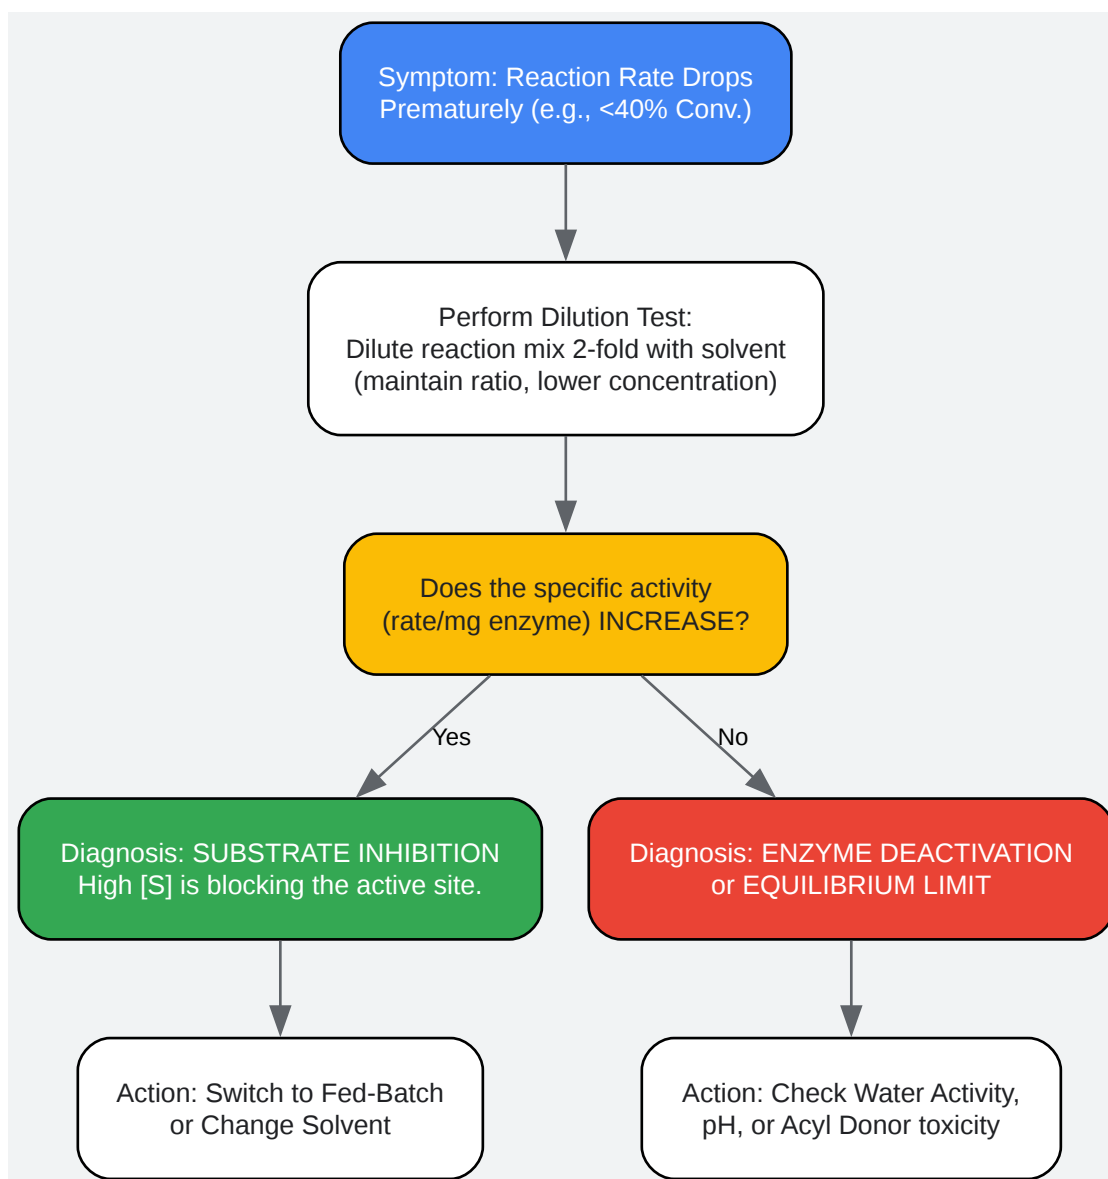 Symptom: Reaction Rate Drops
Prematurely (e.g., <40% Conv.)
Perform Dilution Test:
Dilute reaction mix 2-fold with solvent
(maintain ratio, lower concentration)
Does the specific activity
(rate/mg enzyme) INCREASE?
Yes
No
Diagnosis: SUBSTRATE INHIBITION
High [S] is blocking the active site.
Diagnosis: ENZYME DEACTIVATION
or EQUILIBRIUM LIMIT
Action: Switch to Fed-Batch
or Change Solvent
Action: Check Water Activity,
pH, or Acyl Donor toxicity